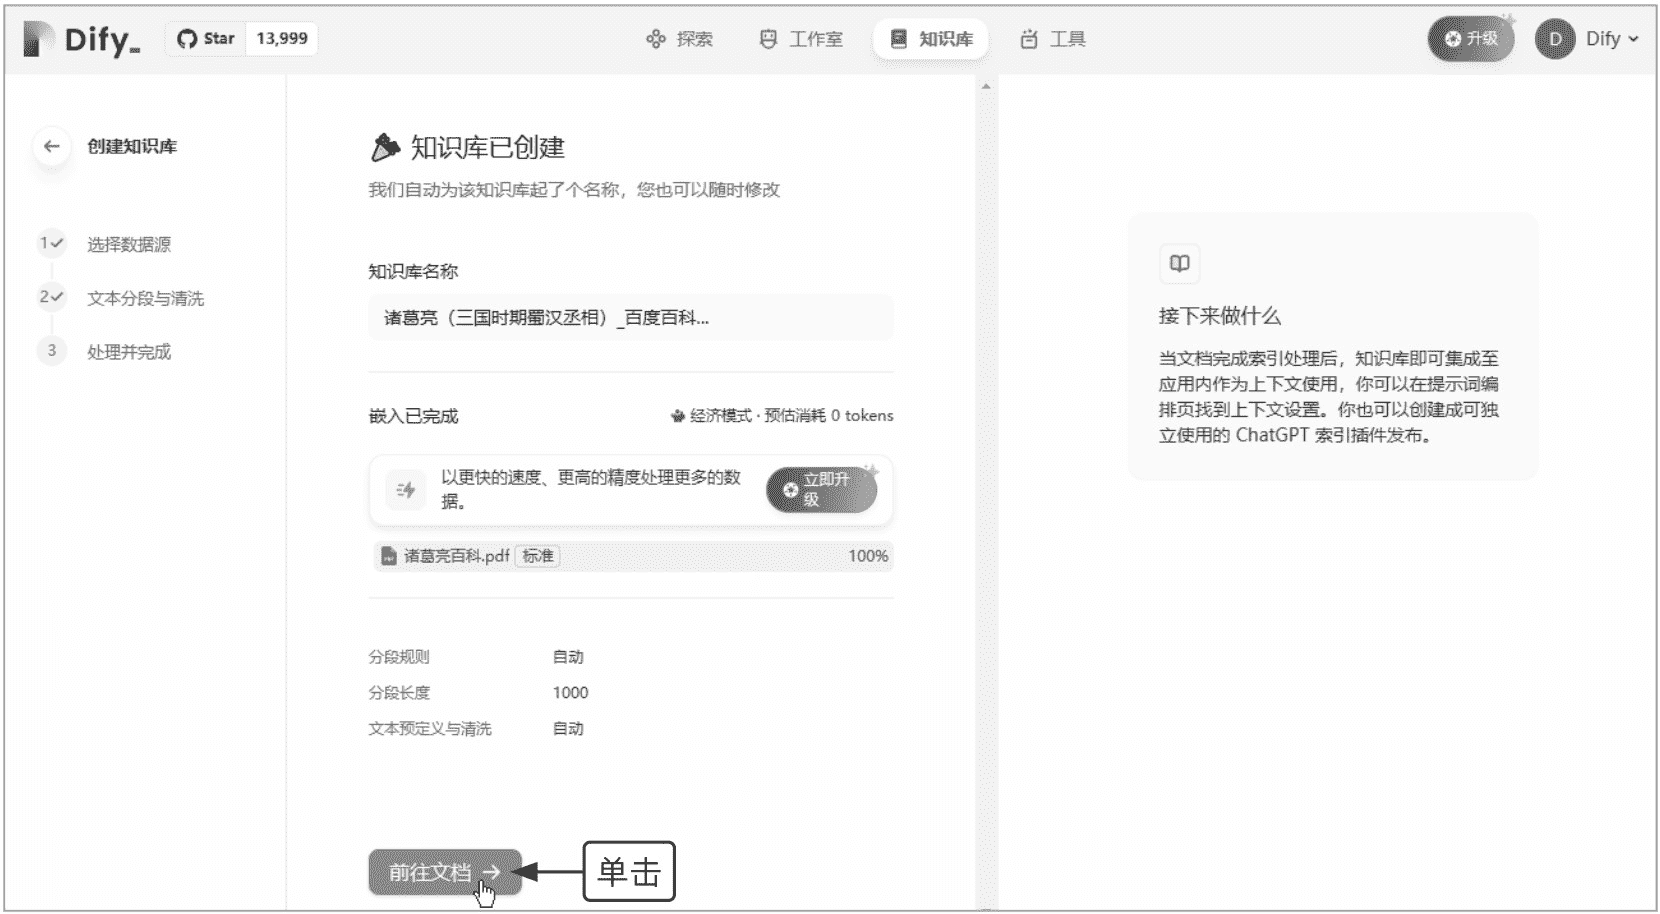 Dify_
Star 13,999
探索
工作室
知识库
工具
升级
D Dify
创建知识库
1 选择数据源
2 文本分段与清洗
3 处理并完成
知识库已创建
我们自动为该知识库起了个名称，您也可以随时修改
知识库名称
诸葛亮（三国时期蜀汉丞相）_百度百科...
嵌入已完成
经济模式 · 预估消耗 0 tokens
以更快的速度、更高的精度处理更多的数
据。
立即升
级
诸葛亮百科.pdf 标准 100%
分段规则 自动
分段长度 1000
文本预定义与清洗 自动
前往文档 →
单击
接下来做什么
当文档完成索引处理后，知识库即可集成至
应用内作为上下文使用，你可以在提示词编
排页找到上下文设置。你也可以创建成可独
立使用的 ChatGPT 索引插件发布。